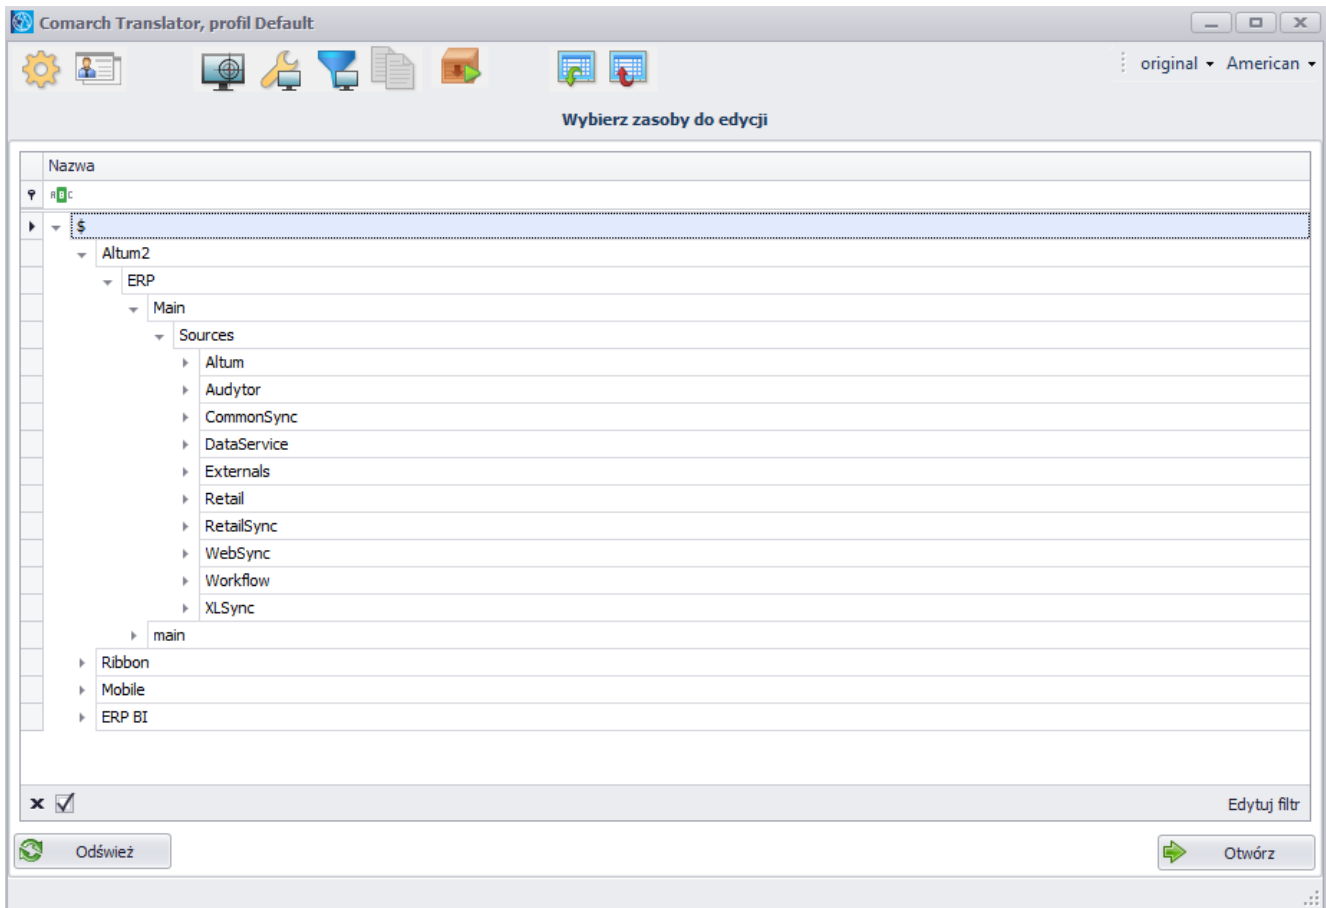 Comarch Translator, profil Default
original American
Wybierz zasoby do edycji
Nazwa
ABC
$
Altum2
ERP
Main
Sources
Altum
Audytor
CommonSync
DataService
Externals
Retail
RetailSync
WebSync
Workflow
XLSync
main
Ribbon
Mobile
ERP BI
Edytuj filtr
Odśwież
Otwórz